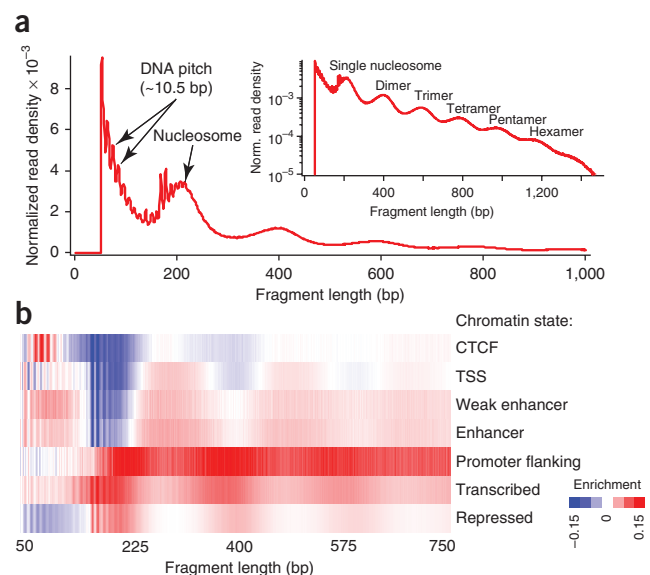 a
Normalized read density × 10⁻³
8
6
4
2
0
DNA pitch
(~10.5 bp)
Nucleosome
0
200
400
600
800
1,000
Fragment length (bp)
Norm. read density
10⁻³
10⁻⁴
10⁻⁵
Single nucleosome
Dimer
Trimer
Tetramer
Pentamer
Hexamer
0
400
800
1,200
Fragment length (bp)
b
Chromatin state:
CTCF
TSS
Weak enhancer
Enhancer
Promoter flanking
Transcribed
Repressed
50
225
400
575
750
Fragment length (bp)
Enrichment
−0.15
0
0.15